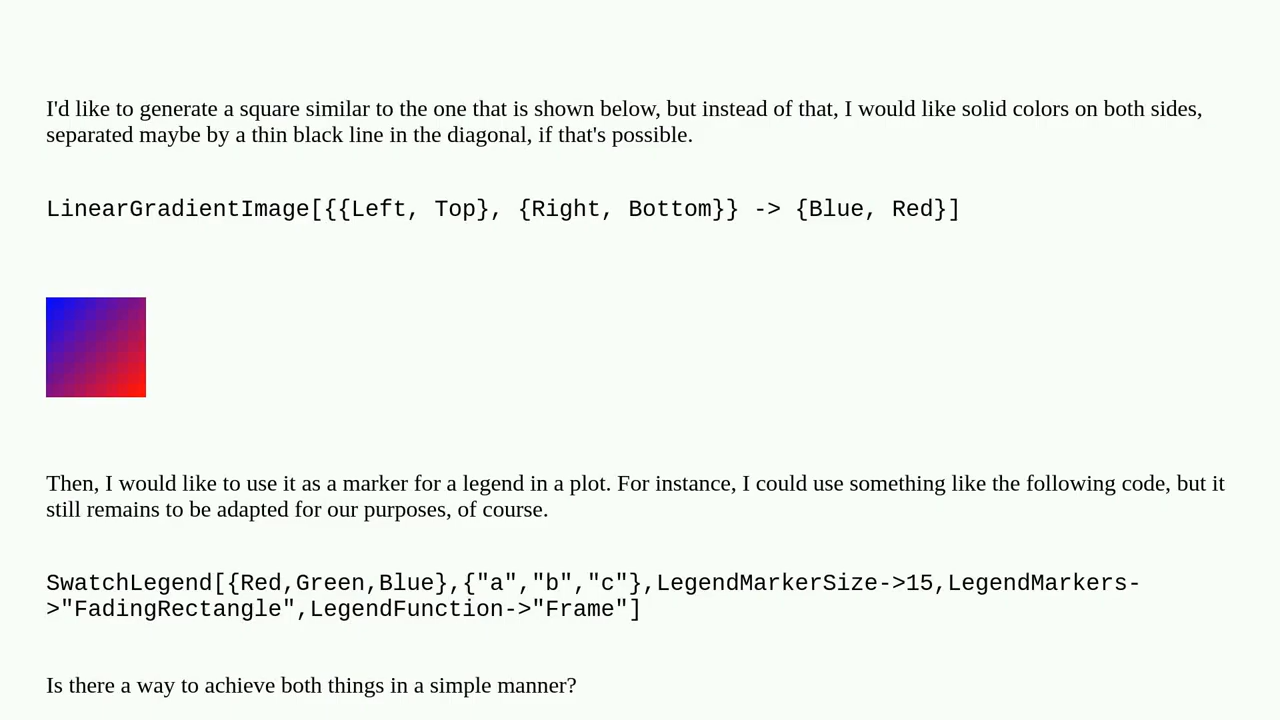 I'd like to generate a square similar to the one that is shown below, but instead of that, I would like solid colors on both sides,
separated maybe by a thin black line in the diagonal, if that's possible.
LinearGradientImage[{{Left, Top}, {Right, Bottom}} -> {Blue, Red}]
Then, I would like to use it as a marker for a legend in a plot. For instance, I could use something like the following code, but it
still remains to be adapted for our purposes, of course.
SwatchLegend[{Red,Green,Blue},{"a","b","c"},LegendMarkerSize->15,LegendMarkers-
>"FadingRectangle",LegendFunction->"Frame"]
Is there a way to achieve both things in a simple manner?